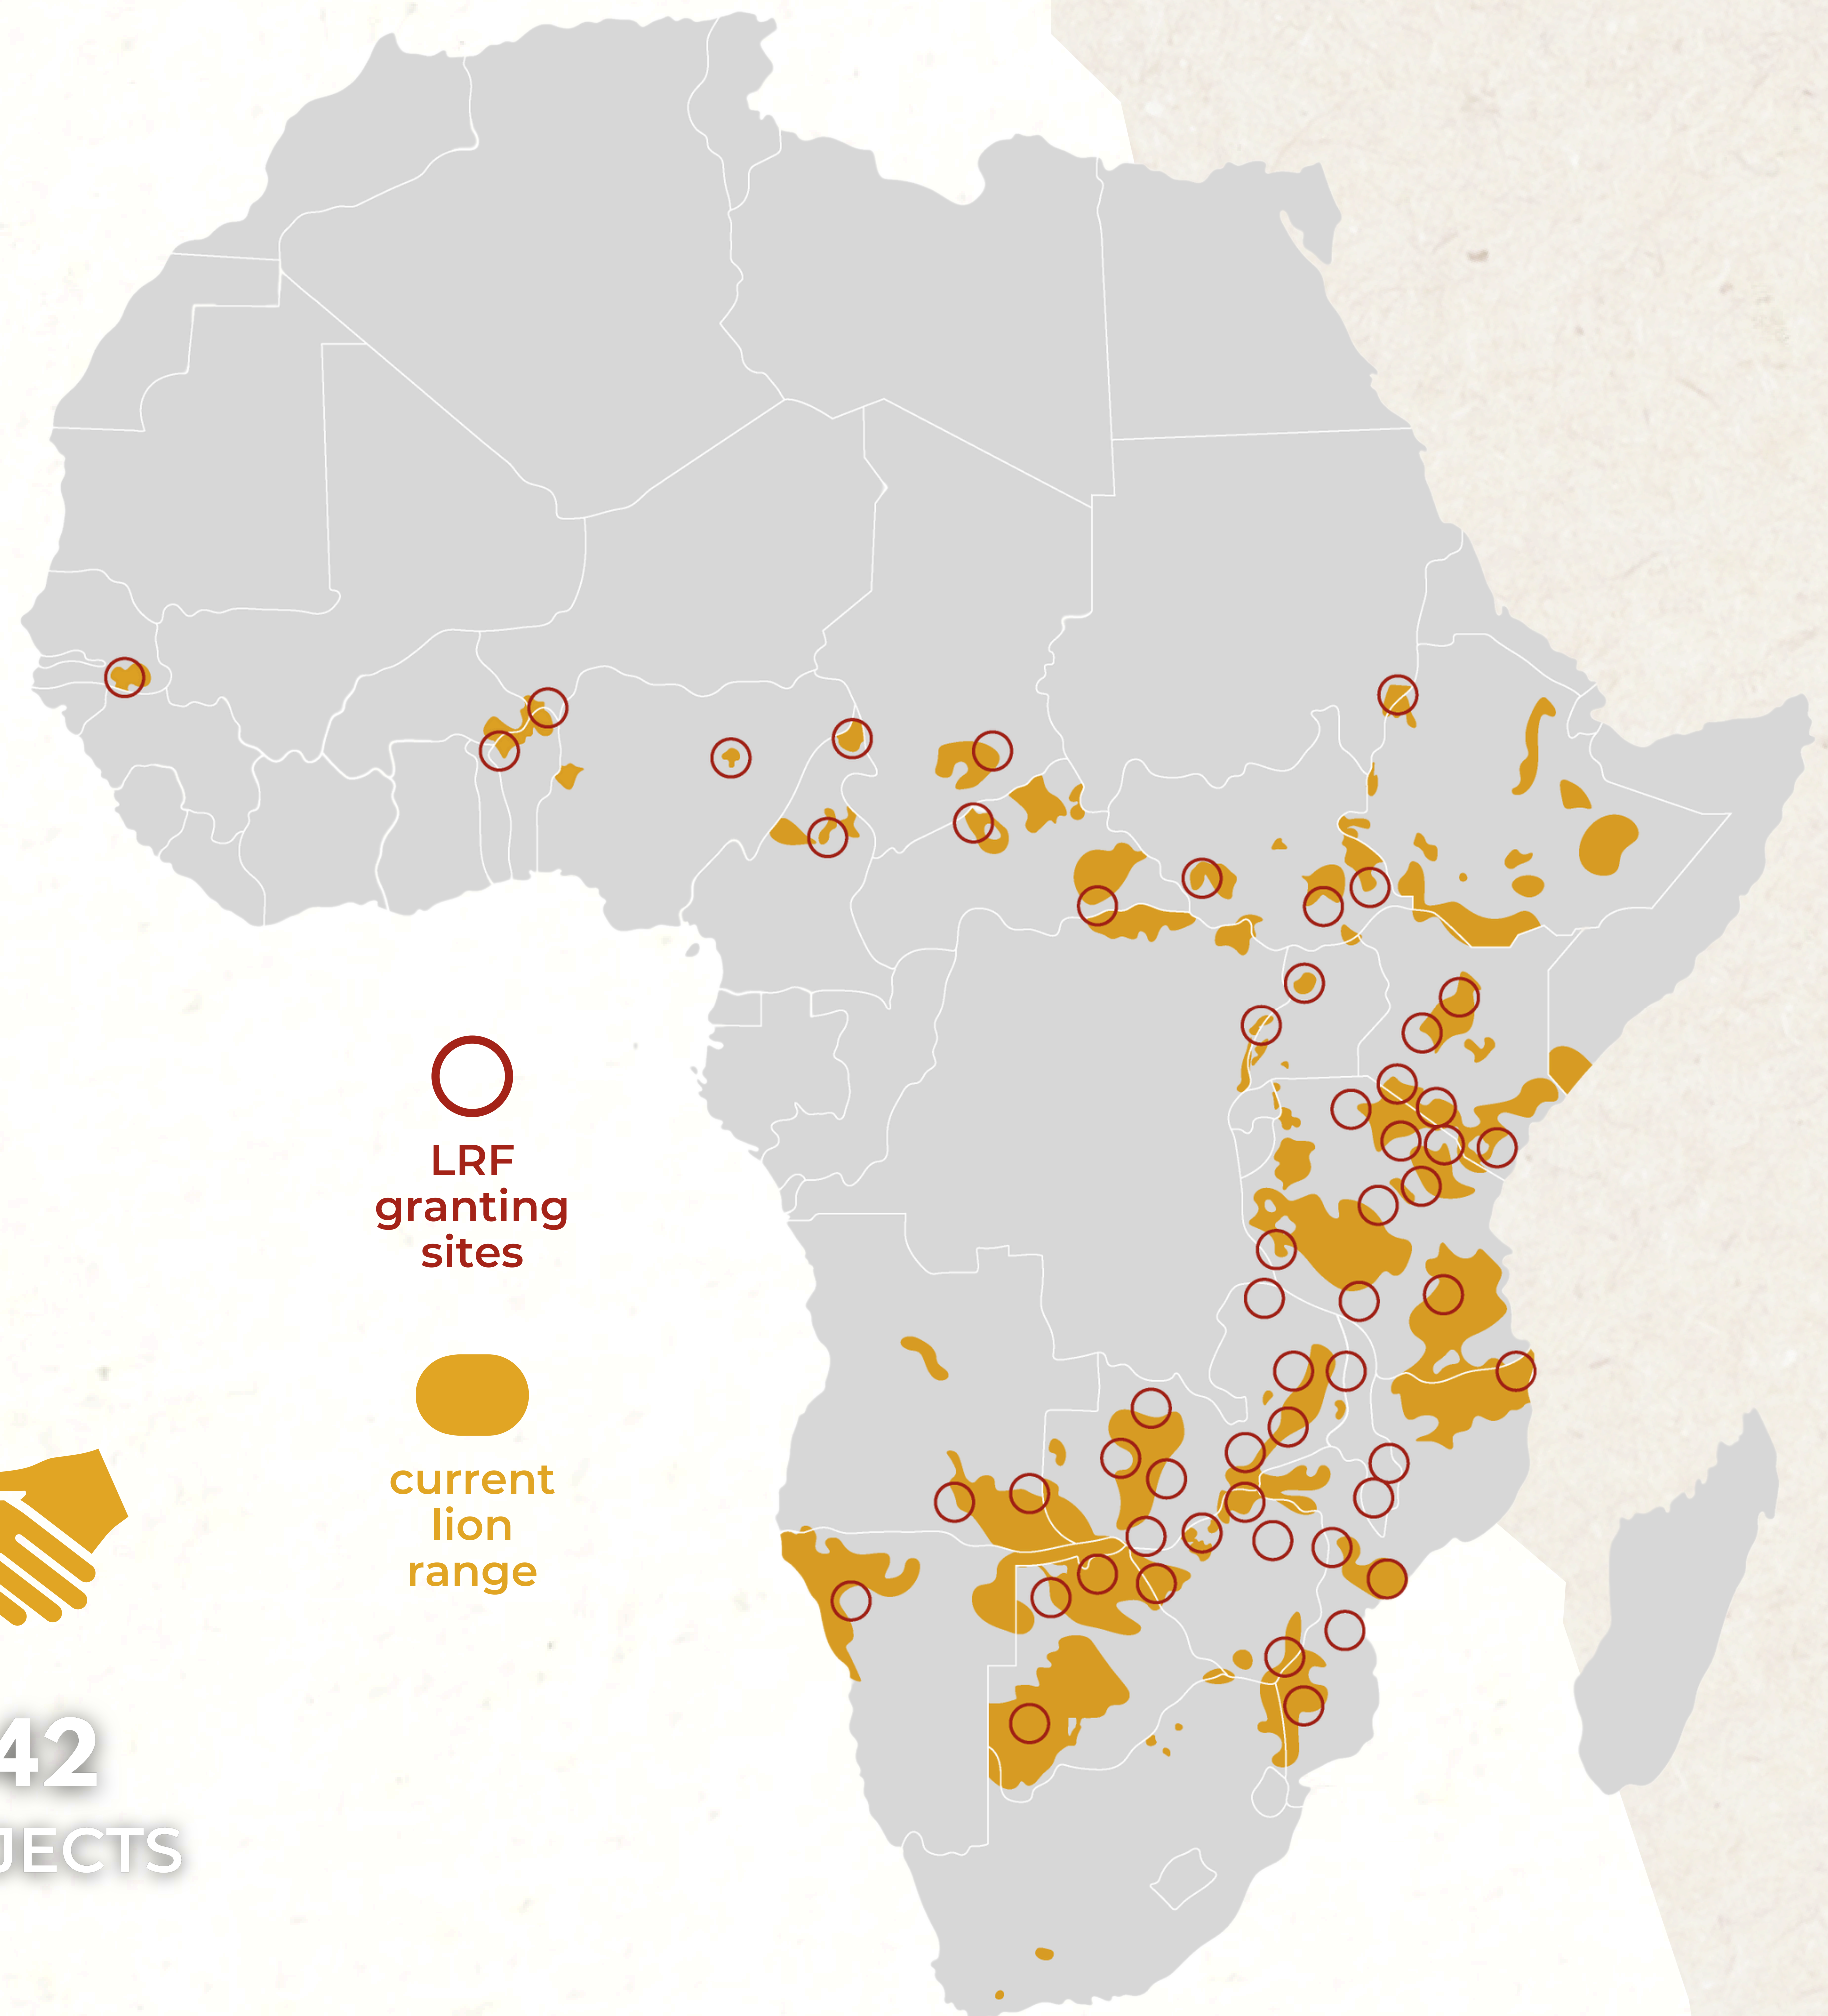 LRF
granting
sites
current
lion
range
42
JECTS